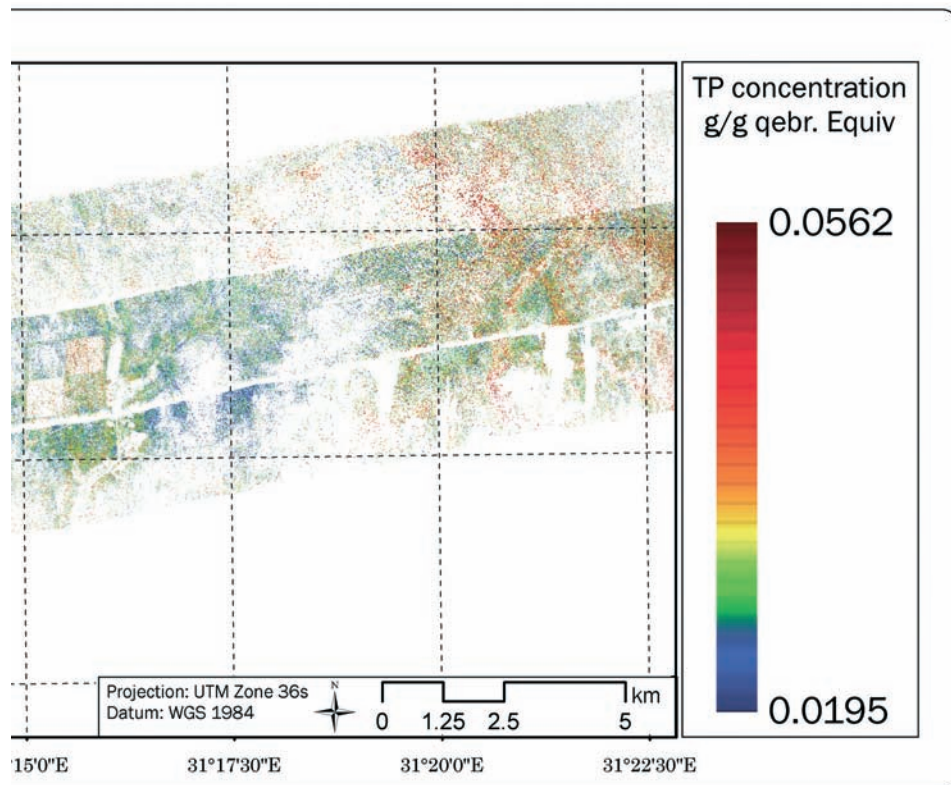 TP concentration
g/g qebr. Equiv
0.0562
0.0195
Projection: UTM Zone 36s
Datum: WGS 1984
N
km
0 1.25 2.5 5
15'0"E 31°17'30"E 31°20'0"E 31°22'30"E